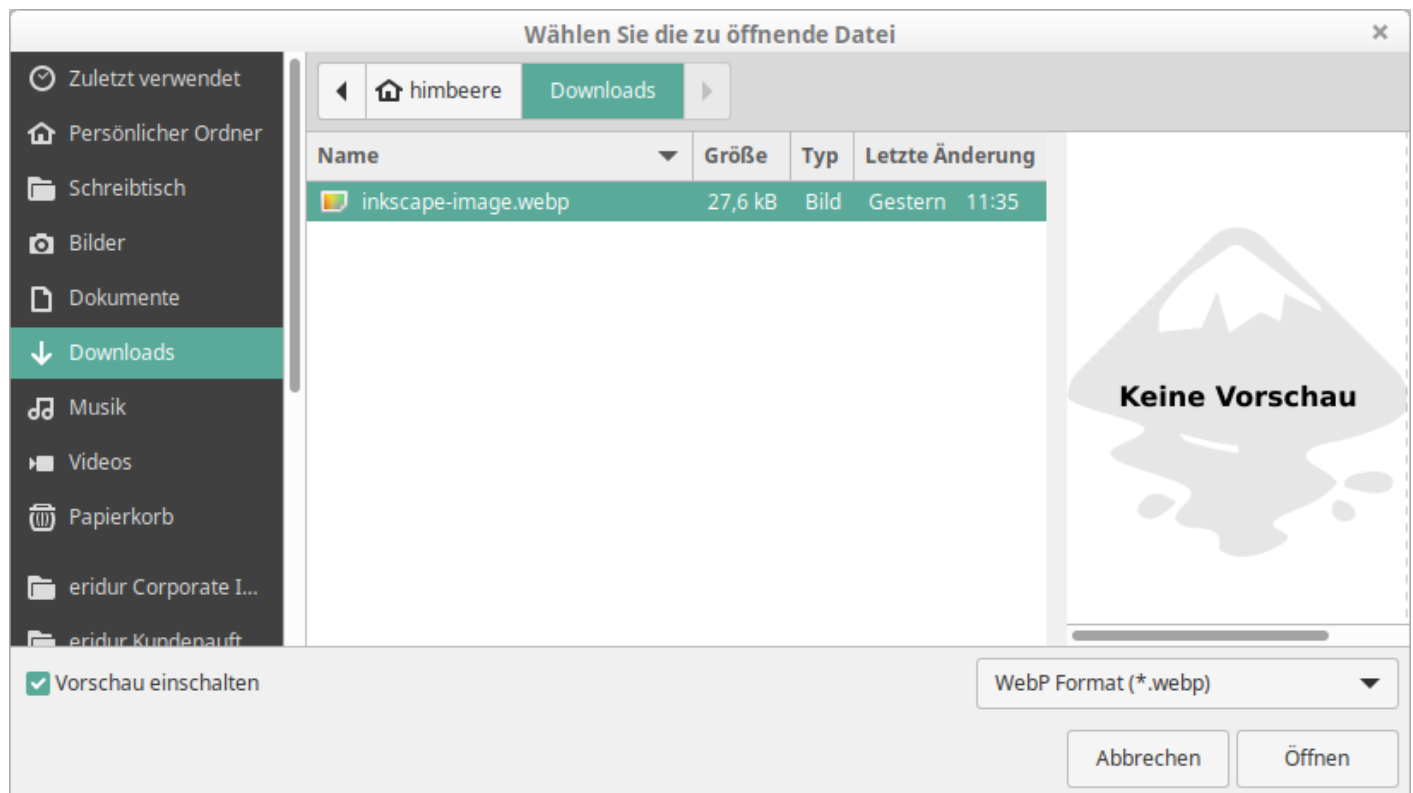 Wählen Sie die zu öffnende Datei
Zuletzt verwendet
Persönlicher Ordner
Schreibtisch
Bilder
Dokumente
Downloads
Musik
Videos
Papierkorb
eridur Corporate I...
eridur Kundenauft
himbeere Downloads
Name Größe Typ Letzte Änderung
inkscape-image.webp 27,6 kB Bild Gestern 11:35
Keine Vorschau
Vorschau einschalten
WebP Format (*.webp)
Abbrechen Öffnen